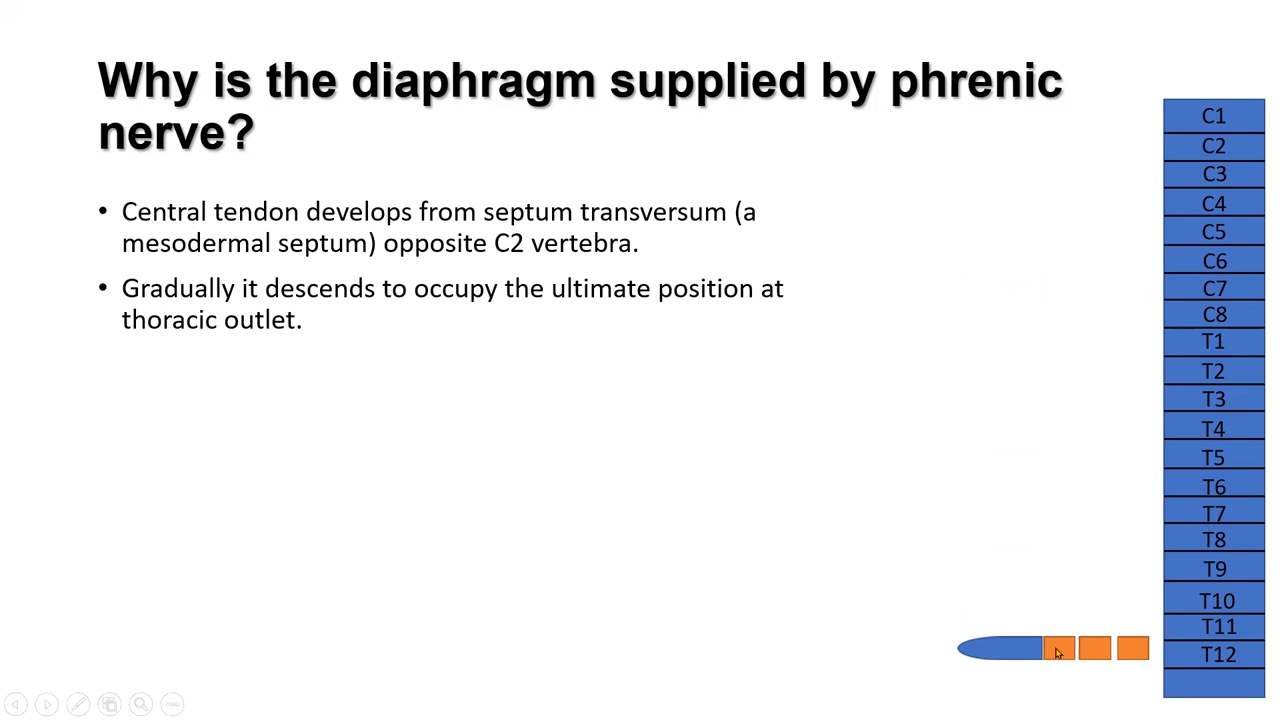 Why is the diaphragm supplied by phrenic
nerve?
• Central tendon develops from septum transversum (a
mesodermal septum) opposite C2 vertebra.
• Gradually it descends to occupy the ultimate position at
thoracic outlet.
C1
C2
C3
C4
C5
C6
C7
C8
T1
T2
T3
T4
T5
T6
T7
T8
T9
T10
T11
T12